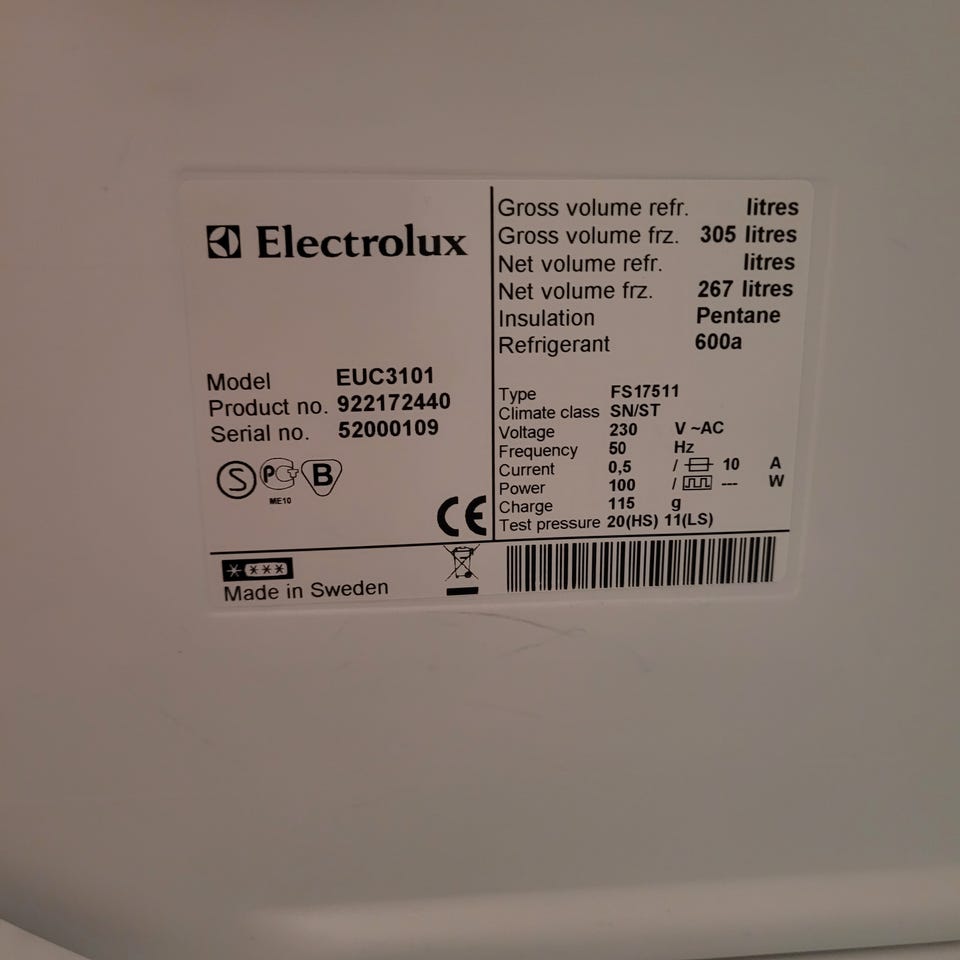 Electrolux
Model EUC3101
Product no. 922172440
Serial no. 52000109
S PCT B
ME10
CE
Gross volume refr. litres
Gross volume frz. 305 litres
Net volume refr. litres
Net volume frz. 267 litres
Insulation Pentane
Refrigerant 600a
Type FS17511
Climate class SN/ST
Voltage 230 V ~AC
Frequency 50 Hz
Current 0,5 / 10 A
Power 100 / --- W
Charge 115 g
Test pressure 20(HS) 11(LS)
* ***
Made in Sweden